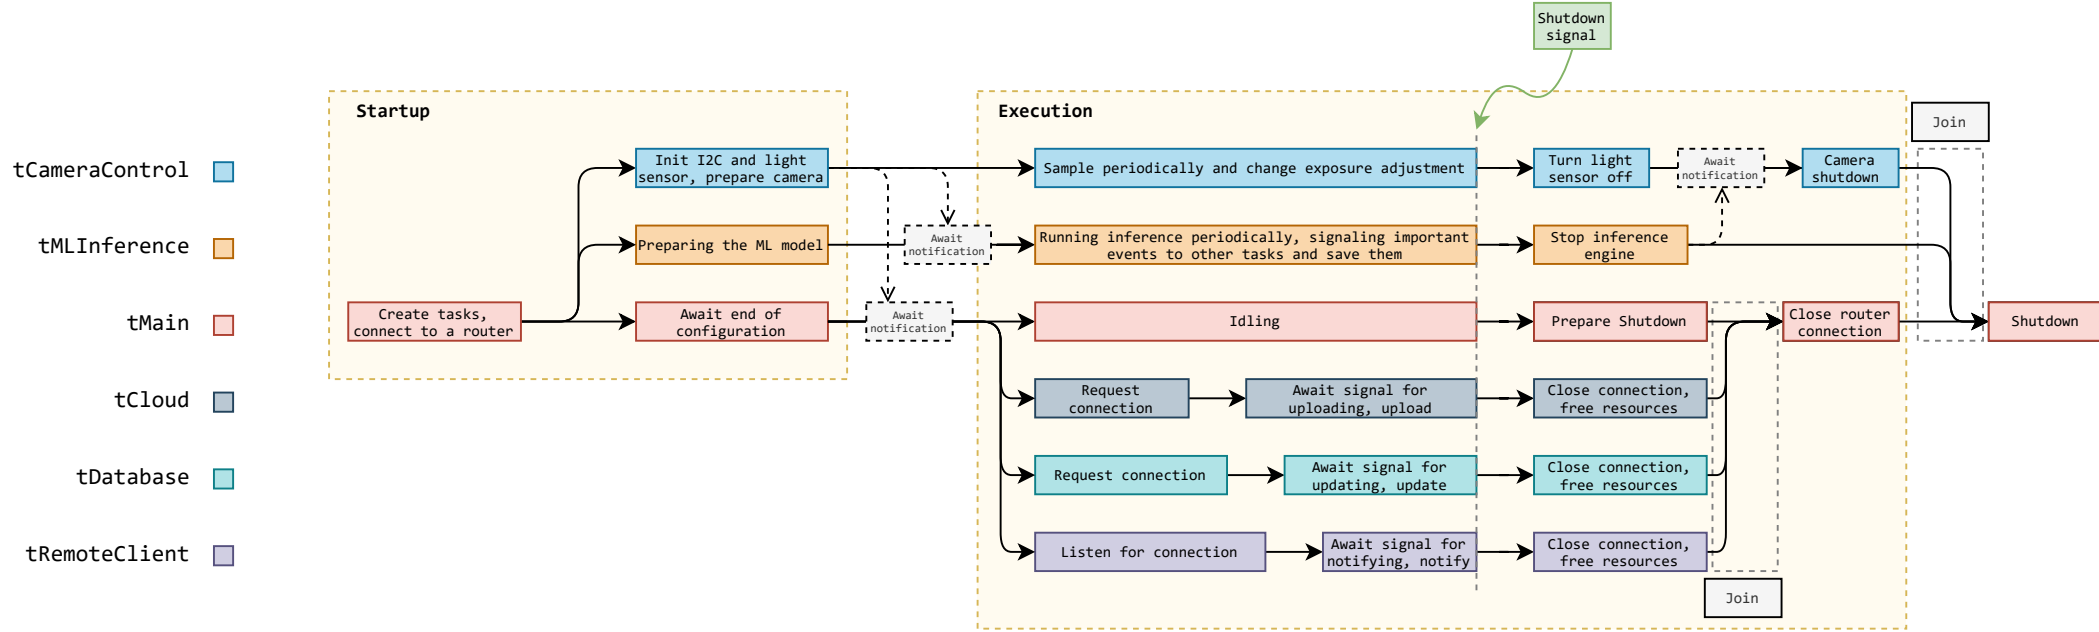 Shutdown
signal
Startup
Execution
Join
tCameraControl
Init I2C and light
sensor, prepare camera
Sample periodically and change exposure adjustment
Turn light
sensor off
Await
notification
Camera
shutdown
tMLInference
Preparing the ML model
Await
notification
Running inference periodically, signaling important
events to other tasks and save them
Stop inference
engine
tMain
Create tasks,
connect to a router
Await end of
configuration
Await
notification
Idling
Prepare Shutdown
Close router
connection
Shutdown
tCloud
Request
connection
Await signal for
uploading, upload
Close connection,
free resources
tDatabase
Request connection
Await signal for
updating, update
Close connection,
free resources
tRemoteClient
Listen for connection
Await signal for
notifying, notify
Close connection,
free resources
Join